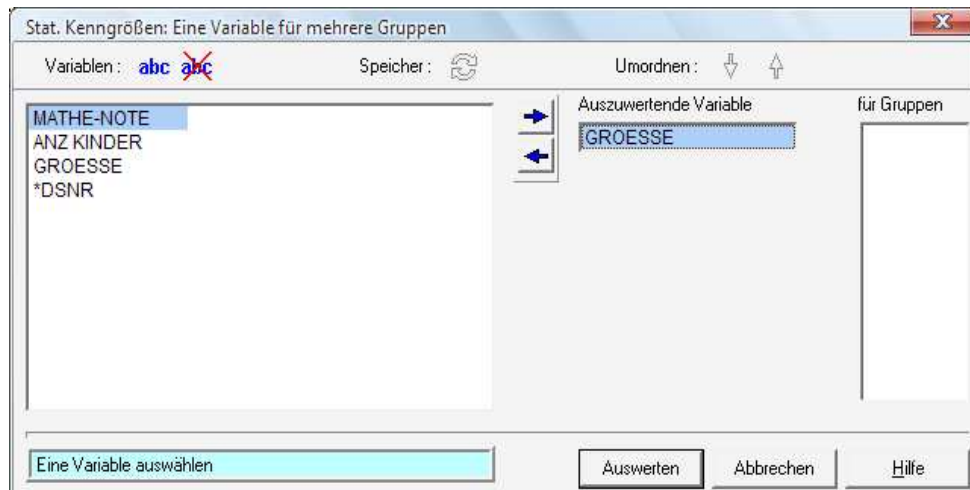 Stat. Kenngrößen: Eine Variable für mehrere Gruppen
Variablen : abc abc Speicher : Umordnen :
MATHE-NOTE
ANZ KINDER
GROESSE
*DSNR
Auszuwertende Variable
GROESSE
für Gruppen
Eine Variable auswählen
Auswerten Abbrechen Hilfe